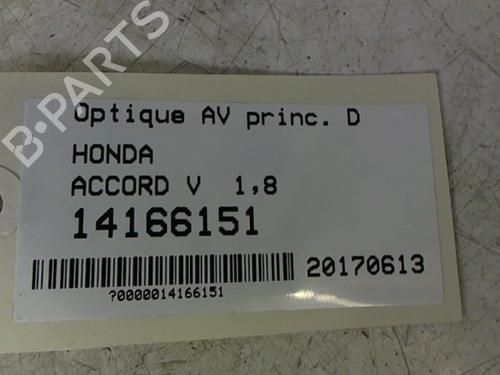 B-PARTS
Optique AV princ. D
HONDA
ACCORD V 1,8
14166151
20170613
?0000014166151